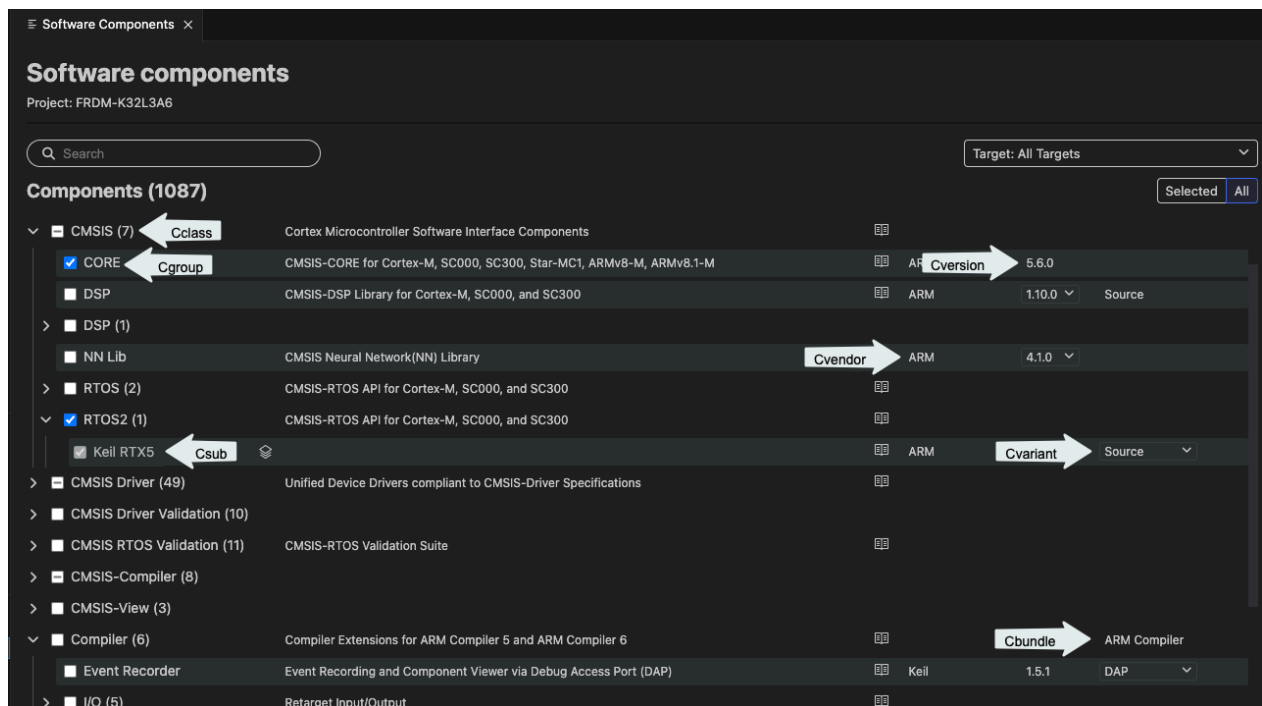 Software Components ×
Software components
Project: FRDM-K32L3A6
Search
Target: All Targets
Components (1087)
Selected All
CMSIS (7) Cclass Cortex Microcontroller Software Interface Components
CORE Cgroup CMSIS-CORE for Cortex-M, SC000, SC300, Star-MC1, ARMv8-M, ARMv8.1-M Cversion 5.6.0
DSP CMSIS-DSP Library for Cortex-M, SC000, and SC300 ARM 1.10.0 Source
DSP (1)
NN Lib CMSIS Neural Network(NN) Library Cvendor ARM 4.1.0
RTOS (2) CMSIS-RTOS API for Cortex-M, SC000, and SC300
RTOS2 (1) CMSIS-RTOS API for Cortex-M, SC000, and SC300
Keil RTX5 Csub ARM Cvariant Source
CMSIS Driver (49) Unified Device Drivers compliant to CMSIS-Driver Specifications
CMSIS Driver Validation (10)
CMSIS RTOS Validation (11) CMSIS-RTOS Validation Suite
CMSIS-Compiler (8)
CMSIS-View (3)
Compiler (6) Compiler Extensions for ARM Compiler 5 and ARM Compiler 6 Cbundle ARM Compiler
Event Recorder Event Recording and Component Viewer via Debug Access Port (DAP) Keil 1.5.1 DAP
I/O (5) Retarget Input/Output